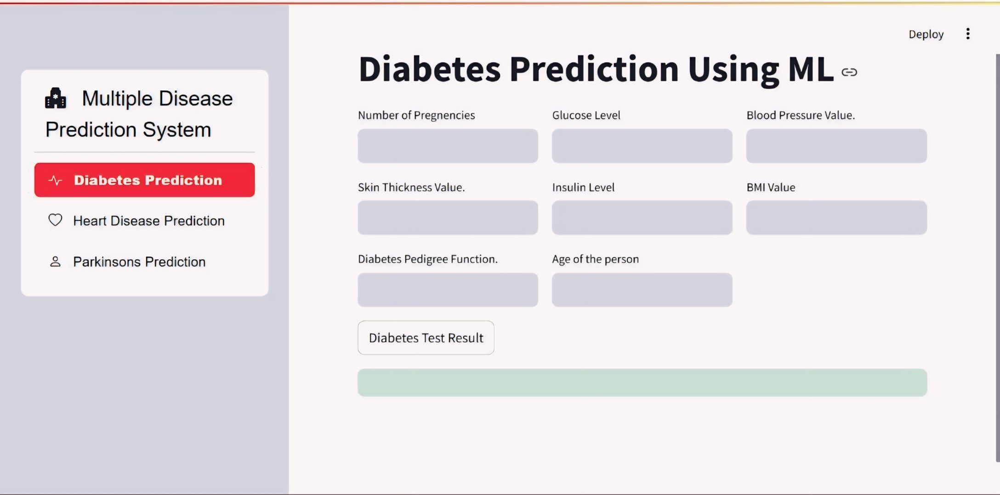 Deploy
Multiple Disease
Prediction System
Diabetes Prediction
Heart Disease Prediction
Parkinsons Prediction
Diabetes Prediction Using ML
Number of Pregnencies
Glucose Level
Blood Pressure Value.
Skin Thickness Value.
Insulin Level
BMI Value
Diabetes Pedigree Function.
Age of the person
Diabetes Test Result